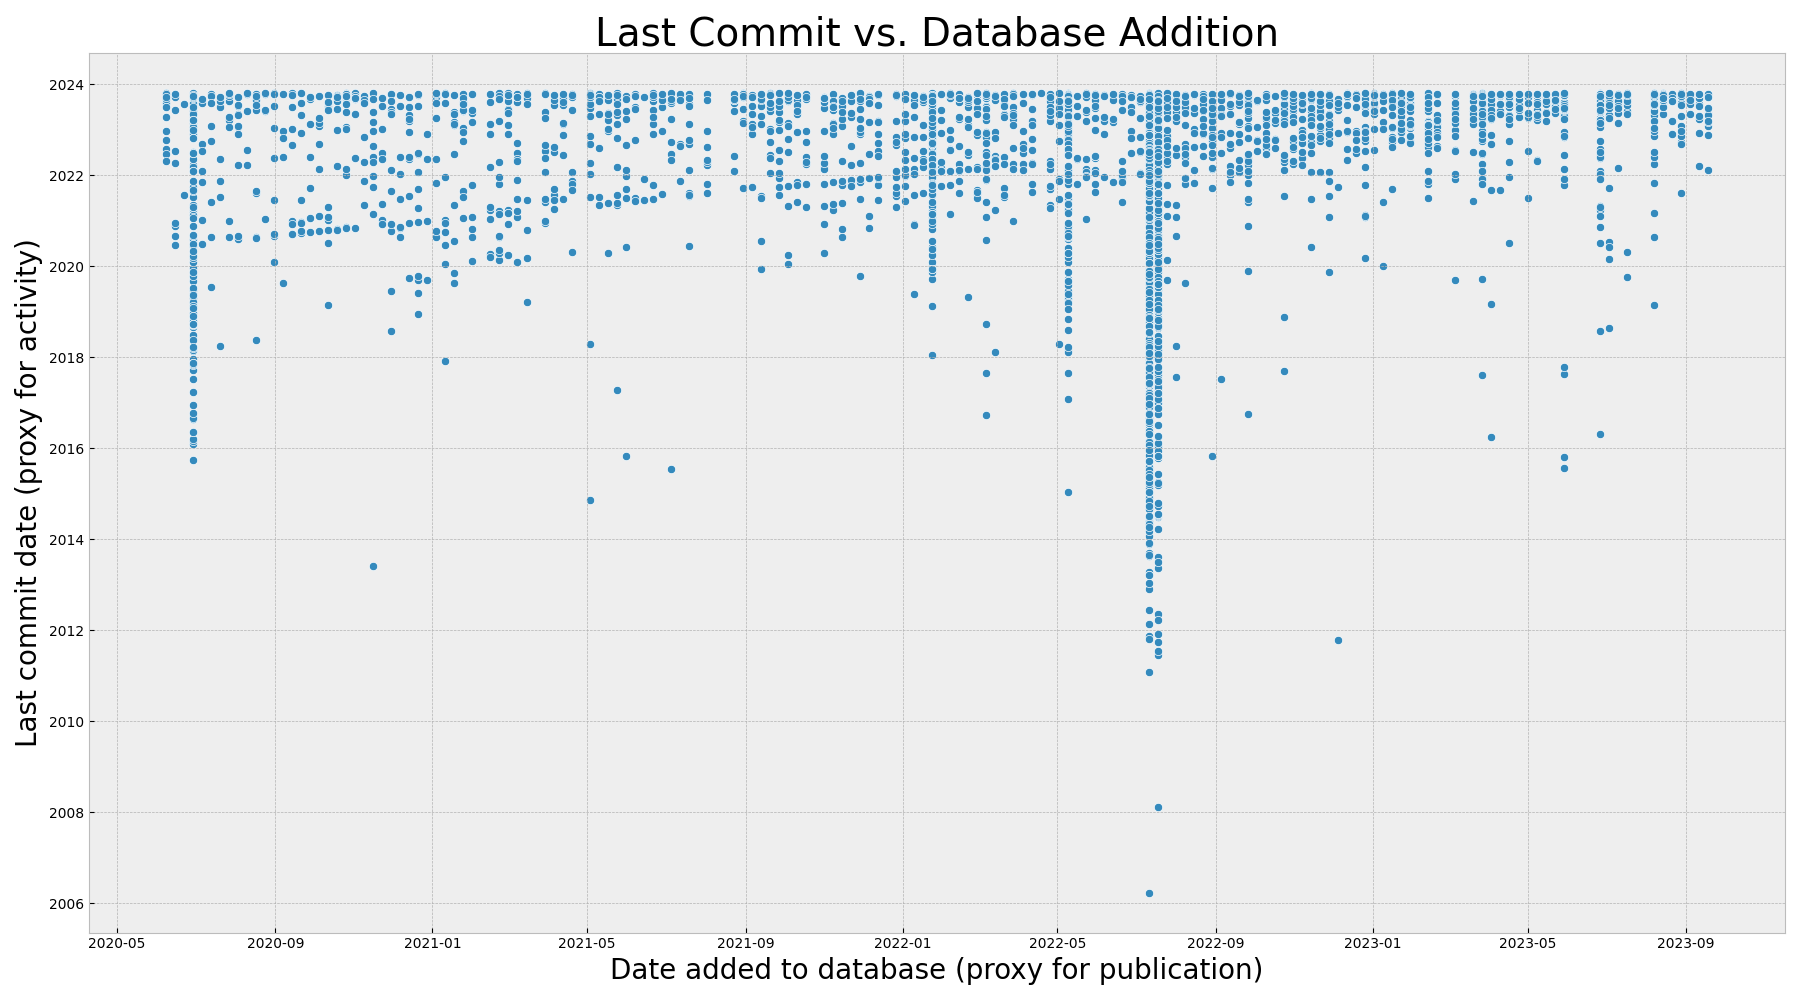 Last Commit vs. Database Addition
Last commit date (proxy for activity)
2024
2022
2020
2018
2016
2014
2012
2010
2008
2006
2020-05 2020-09 2021-01 2021-05 2021-09 2022-01 2022-05 2022-09 2023-01 2023-05 2023-09
Date added to database (proxy for publication)